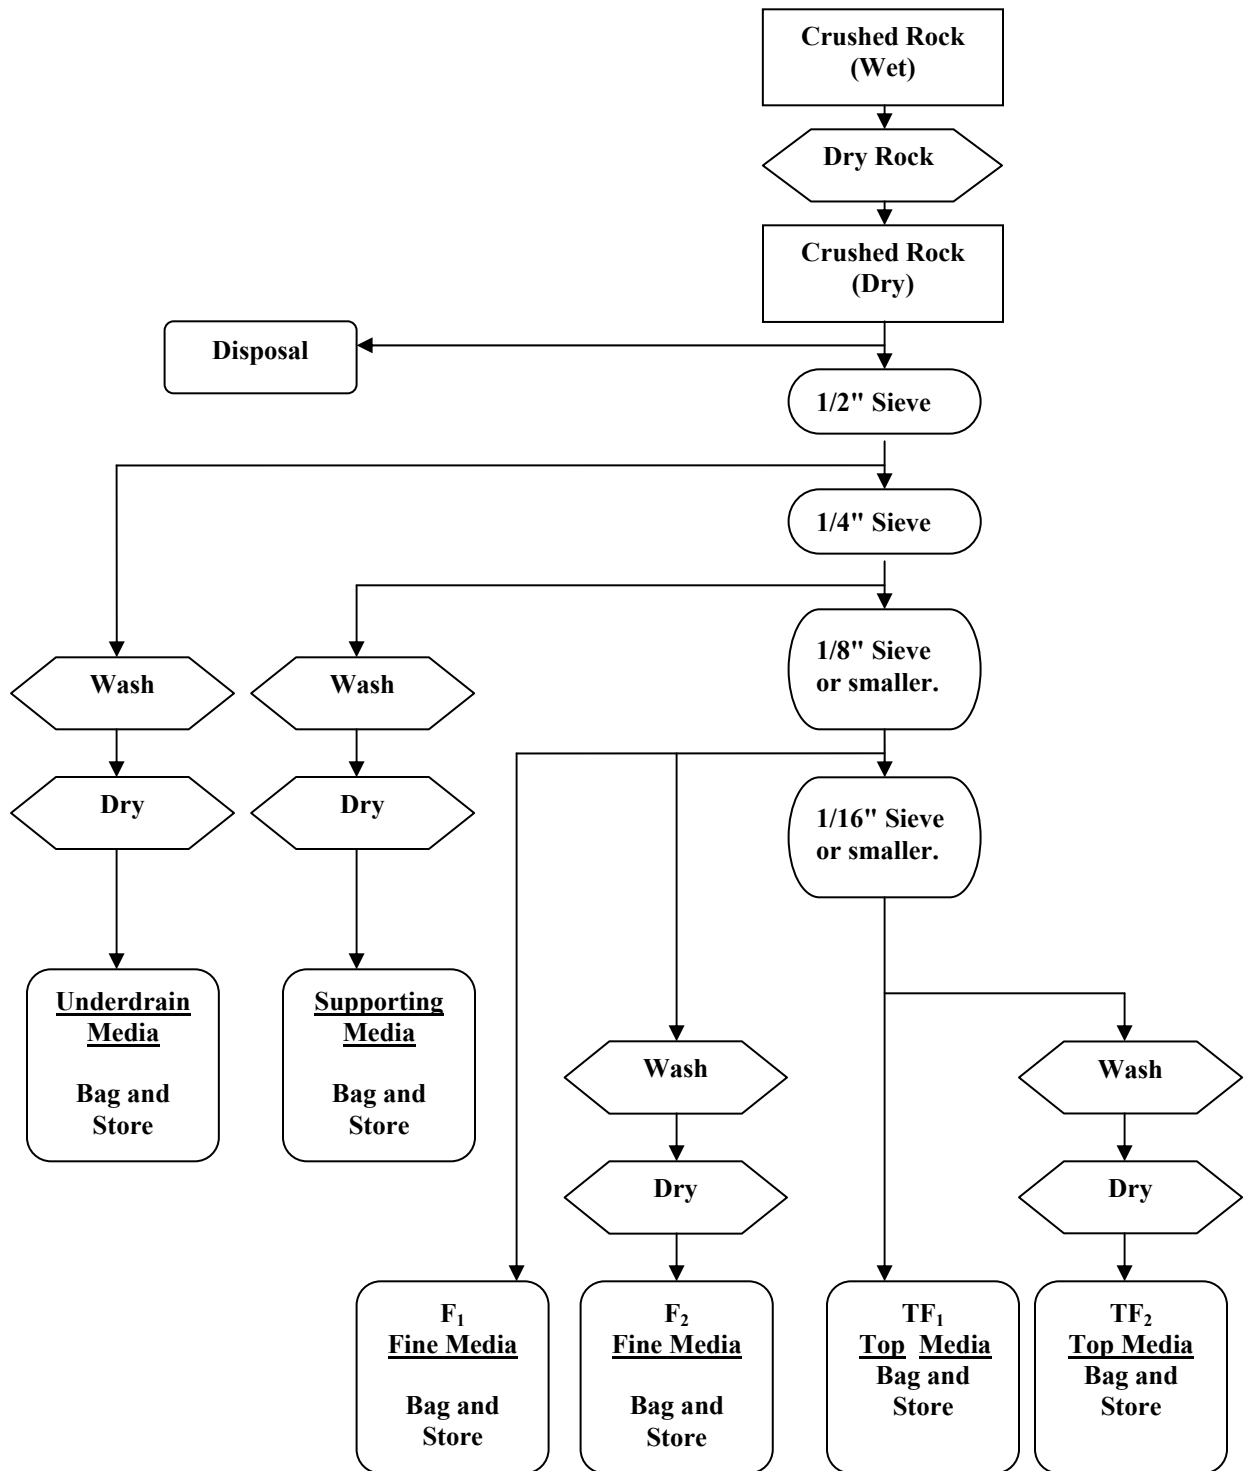 Crushed Rock
(Wet)
Dry Rock
Crushed Rock
(Dry)
Disposal
1/2" Sieve
1/4" Sieve
1/8" Sieve
or smaller.
Wash
Wash
Dry
Dry
1/16" Sieve
or smaller.
Underdrain
Media
Bag and
Store
Supporting
Media
Bag and
Store
Wash
Wash
Dry
Dry
F₁
Fine Media
Bag and
Store
F₂
Fine Media
Bag and
Store
TF₁
Top Media
Bag and
Store
TF₂
Top Media
Bag and
Store